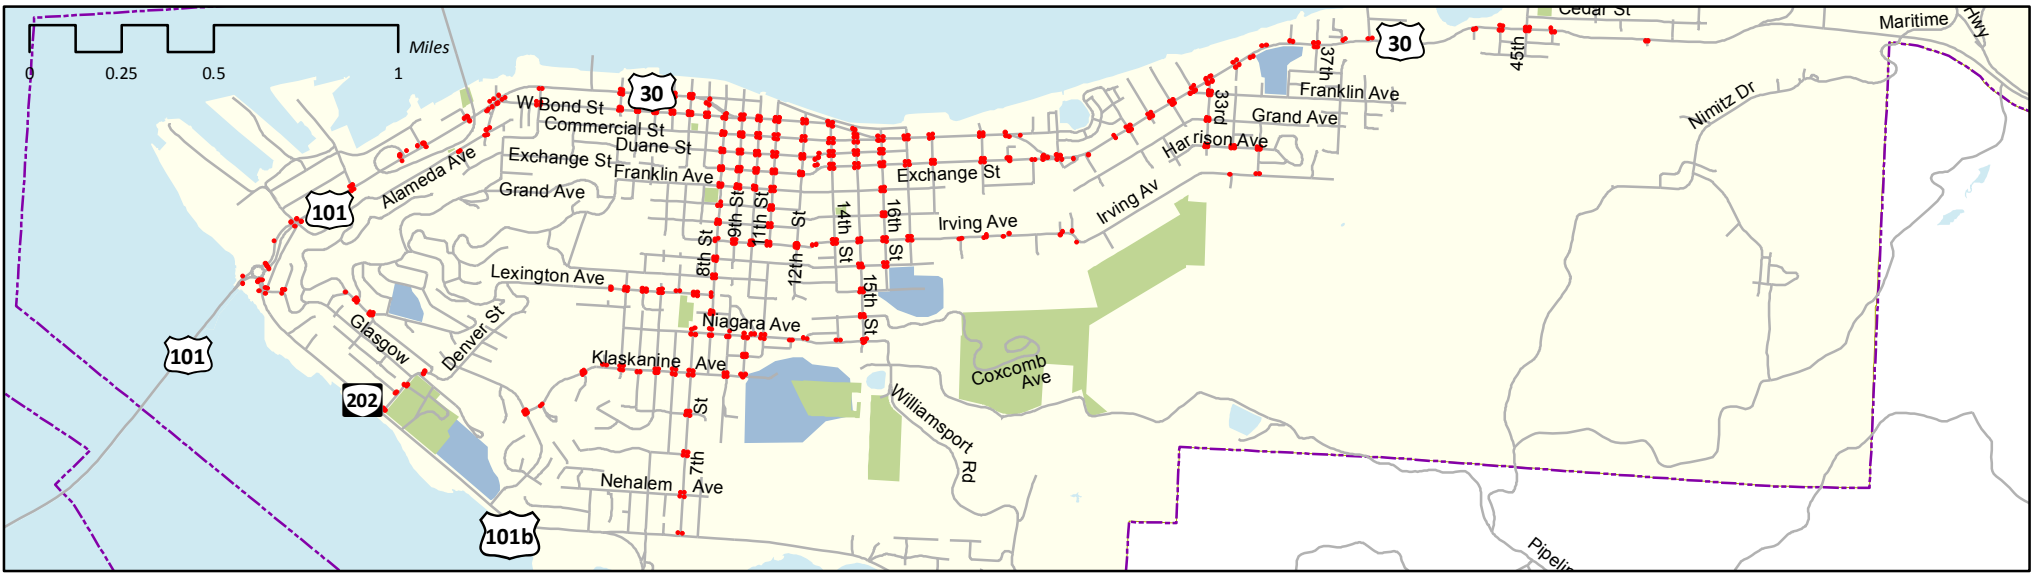 Cedar St
Maritime
Hwy
Miles
0
0.25
0.5
1
30
30
37th
45th
W Bond St
Commercial St
Duane St
Exchange St
Franklin Ave
Grand Ave
Alameda Ave
101
Franklin Ave
33rd
Grand Ave
Harrison Ave
Nimitz Dr
Exchange St
8th St
9th St
11th St
12th St
14th St
16th St
15th St
Irving Ave
Irving Av
Lexington Ave
Niagara Ave
Glasgow
Denver St
101
Klaskanine Ave
Coxcomb
Ave
202
Williamsport Rd
7th St
Nehalem Ave
101b